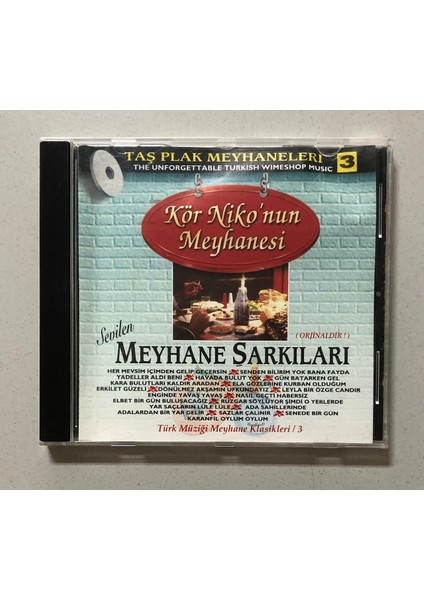 TAŞ PLAK MEYHANELERİ 3
THE UNFORGETTABLE TURKISH WIMESHOP MUSIC
Kör Niko'nun
Meyhanesi
( ORJİNALDİR ! )
Sevilen
MEYHANE ŞARKILARI
HER MEVSİM İÇİMDEN GELİP GEÇERSİN SENDEN BİLİRİM YOK BANA FAYDA
YADELLER ALDI BENİ HAVADA BULUT YOK GÜN BATARKEN GEL
KARA BULUTLARI KALDIR ARADAN ELA GÖZLERİNE KURBAN OLDUĞUM
ERKİLET GÜZELİ DÖNÜLMEZ AKŞAMIN UFKUNDAYIZ LEYLA BİR ÖZGE CANDIR
ENGİNDE YAVAŞ YAVAŞ NASIL GEÇTİ HABERSİZ
ELBET BİR GÜN BULUŞACAĞIZ RUZGAR SÖYLÜYOR ŞİMDİ O YERLERDE
YAR SAÇLARIN LÜLE LÜLE ADA SAHİLLERİNDE
ADALARDAN BİR YAR GELİR SAZLAR ÇALINIR SENEDE BİR GÜN
KARANFİL OYLUM OYLUM
Türk Müziği Meyhane Klasikleri / 3